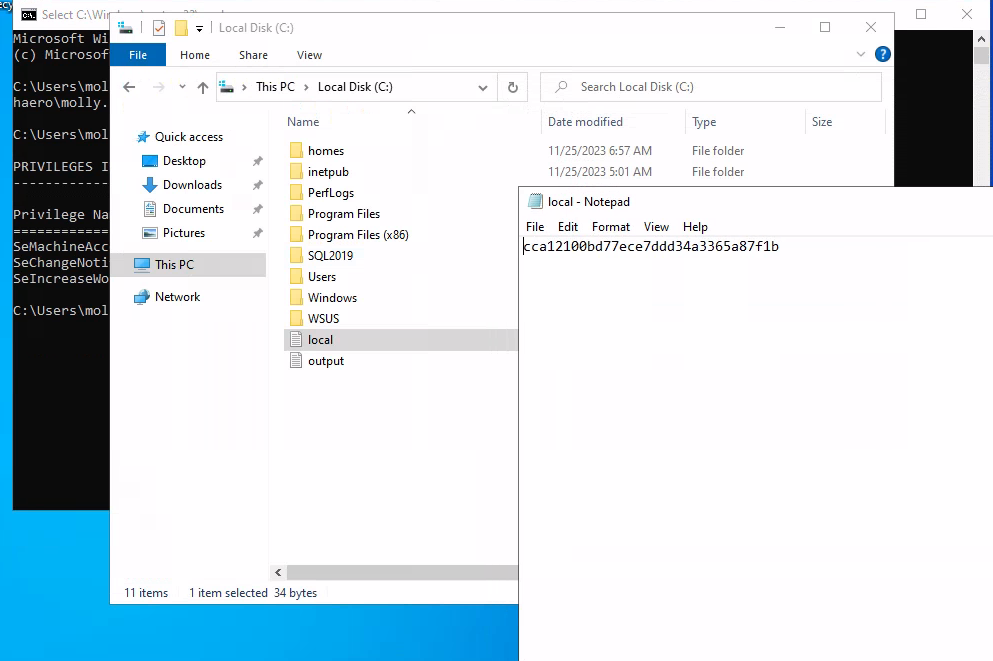 Select C:\Win
Microsoft Wi
(c) Microsof
C:\Users\mol
haero\molly.
C:\Users\mol
PRIVILEGES I
------------
Privilege Na
============
SeMachineAcc
SeChangeNoti
SeIncreaseWo
C:\Users\mol
Local Disk (C:)
File Home Share View
This PC > Local Disk (C:)
Search Local Disk (C:)
Quick access
Desktop
Downloads
Documents
Pictures
This PC
Network
Name Date modified Type Size
homes 11/25/2023 6:57 AM File folder
inetpub 11/25/2023 5:01 AM File folder
PerfLogs
Program Files
Program Files (x86)
SQL2019
Users
Windows
WSUS
local
output
11 items 1 item selected 34 bytes
local - Notepad
File Edit Format View Help
cca12100bd77ece7ddd34a3365a87f1b